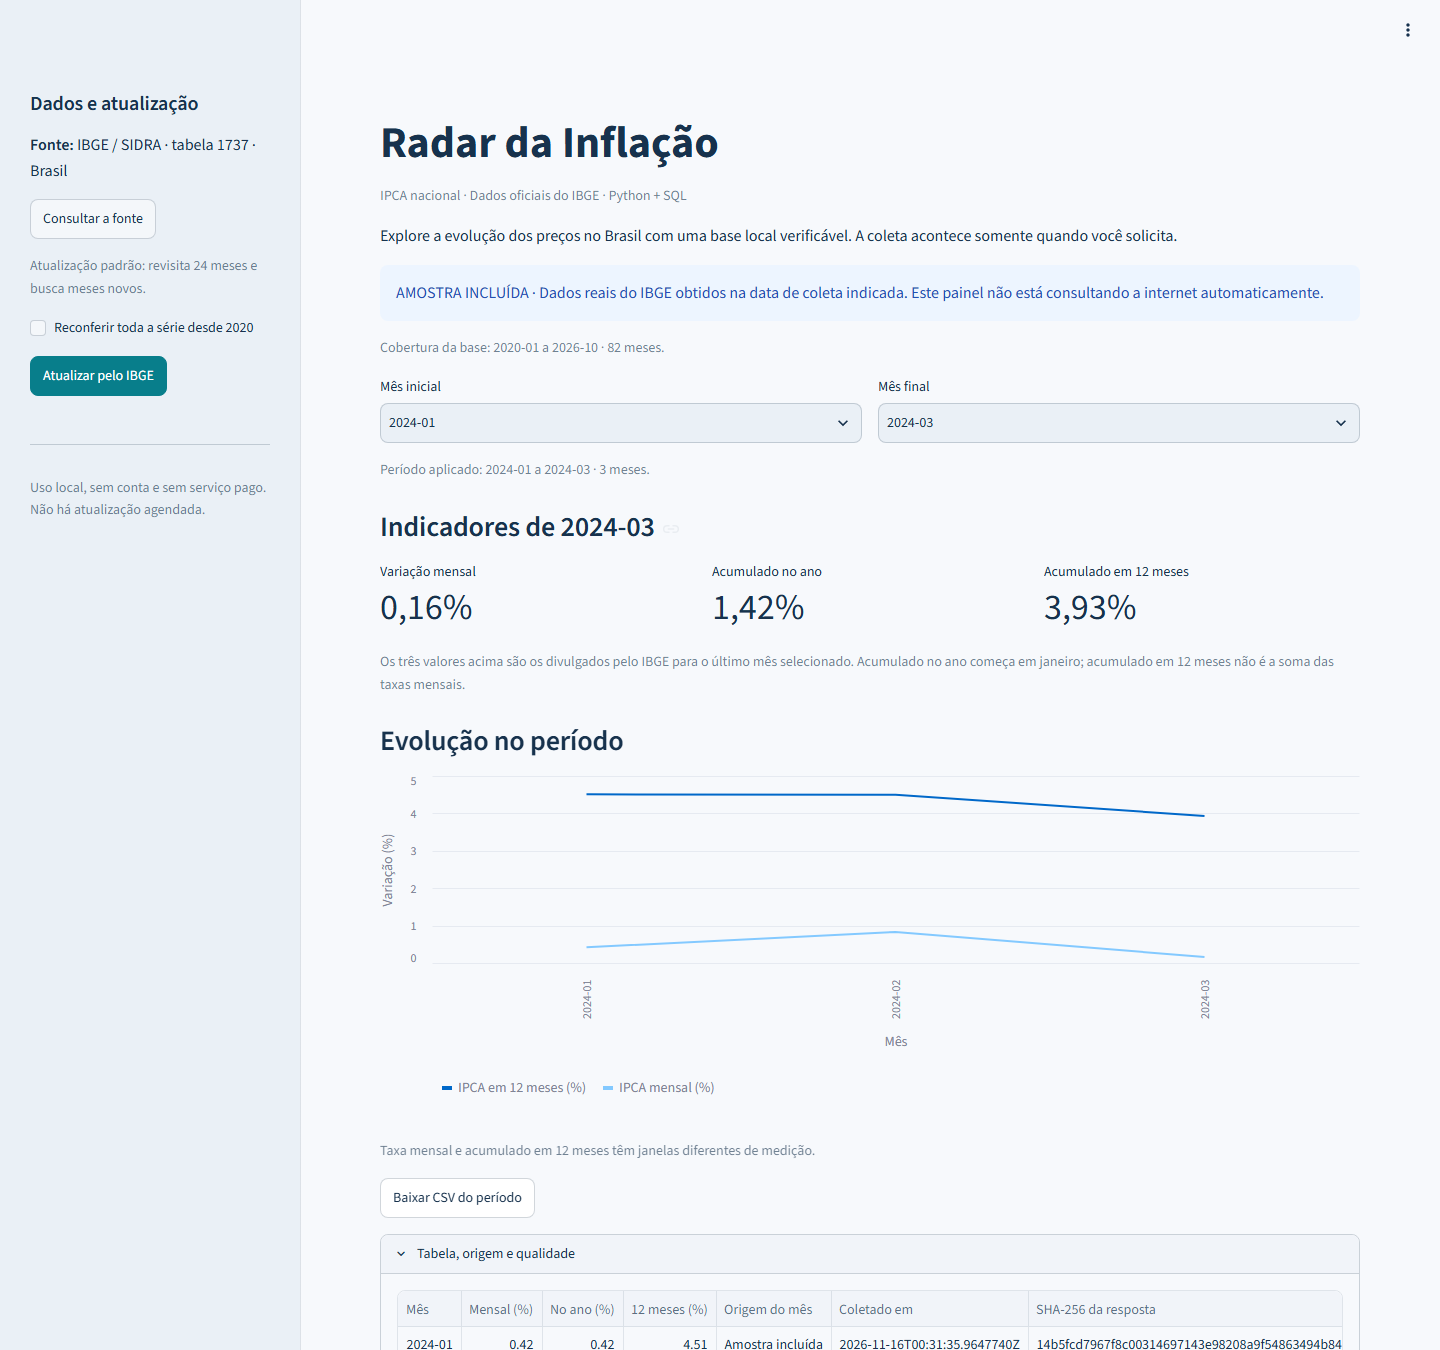 Dados e atualização
Fonte: IBGE / SIDRA · tabela 1737 ·
Brasil
Consultar a fonte
Atualização padrão: revisita 24 meses e
busca meses novos.
Reconferir toda a série desde 2020
Atualizar pelo IBGE
Uso local, sem conta e sem serviço pago.
Não há atualização agendada.
Radar da Inflação
IPCA nacional · Dados oficiais do IBGE · Python + SQL
Explore a evolução dos preços no Brasil com uma base local verificável. A coleta acontece somente quando você solicita.
AMOSTRA INCLUÍDA · Dados reais do IBGE obtidos na data de coleta indicada. Este painel não está consultando a internet automaticamente.
Cobertura da base: 2020-01 a 2026-10 · 82 meses.
Mês inicial
2024-01
Mês final
2024-03
Período aplicado: 2024-01 a 2024-03 · 3 meses.
Indicadores de 2024-03
Variação mensal
0,16%
Acumulado no ano
1,42%
Acumulado em 12 meses
3,93%
Os três valores acima são os divulgados pelo IBGE para o último mês selecionado. Acumulado no ano começa em janeiro; acumulado em 12 meses não é a soma das
taxas mensais.
Evolução no período
Variação (%)
5
4
3
2
1
0
2024-01
2024-02
2024-03
Mês
IPCA em 12 meses (%)
IPCA mensal (%)
Taxa mensal e acumulado em 12 meses têm janelas diferentes de medição.
Baixar CSV do período
Tabela, origem e qualidade
Mês Mensal (%) No ano (%) 12 meses (%) Origem do mês Coletado em SHA-256 da resposta
2024-01 0.42 0.42 4.51 Amostra incluída 2026-11-16T00:31:35.9647740Z 14b5fcd7967f8c00314697143e98208a9f54863494b84